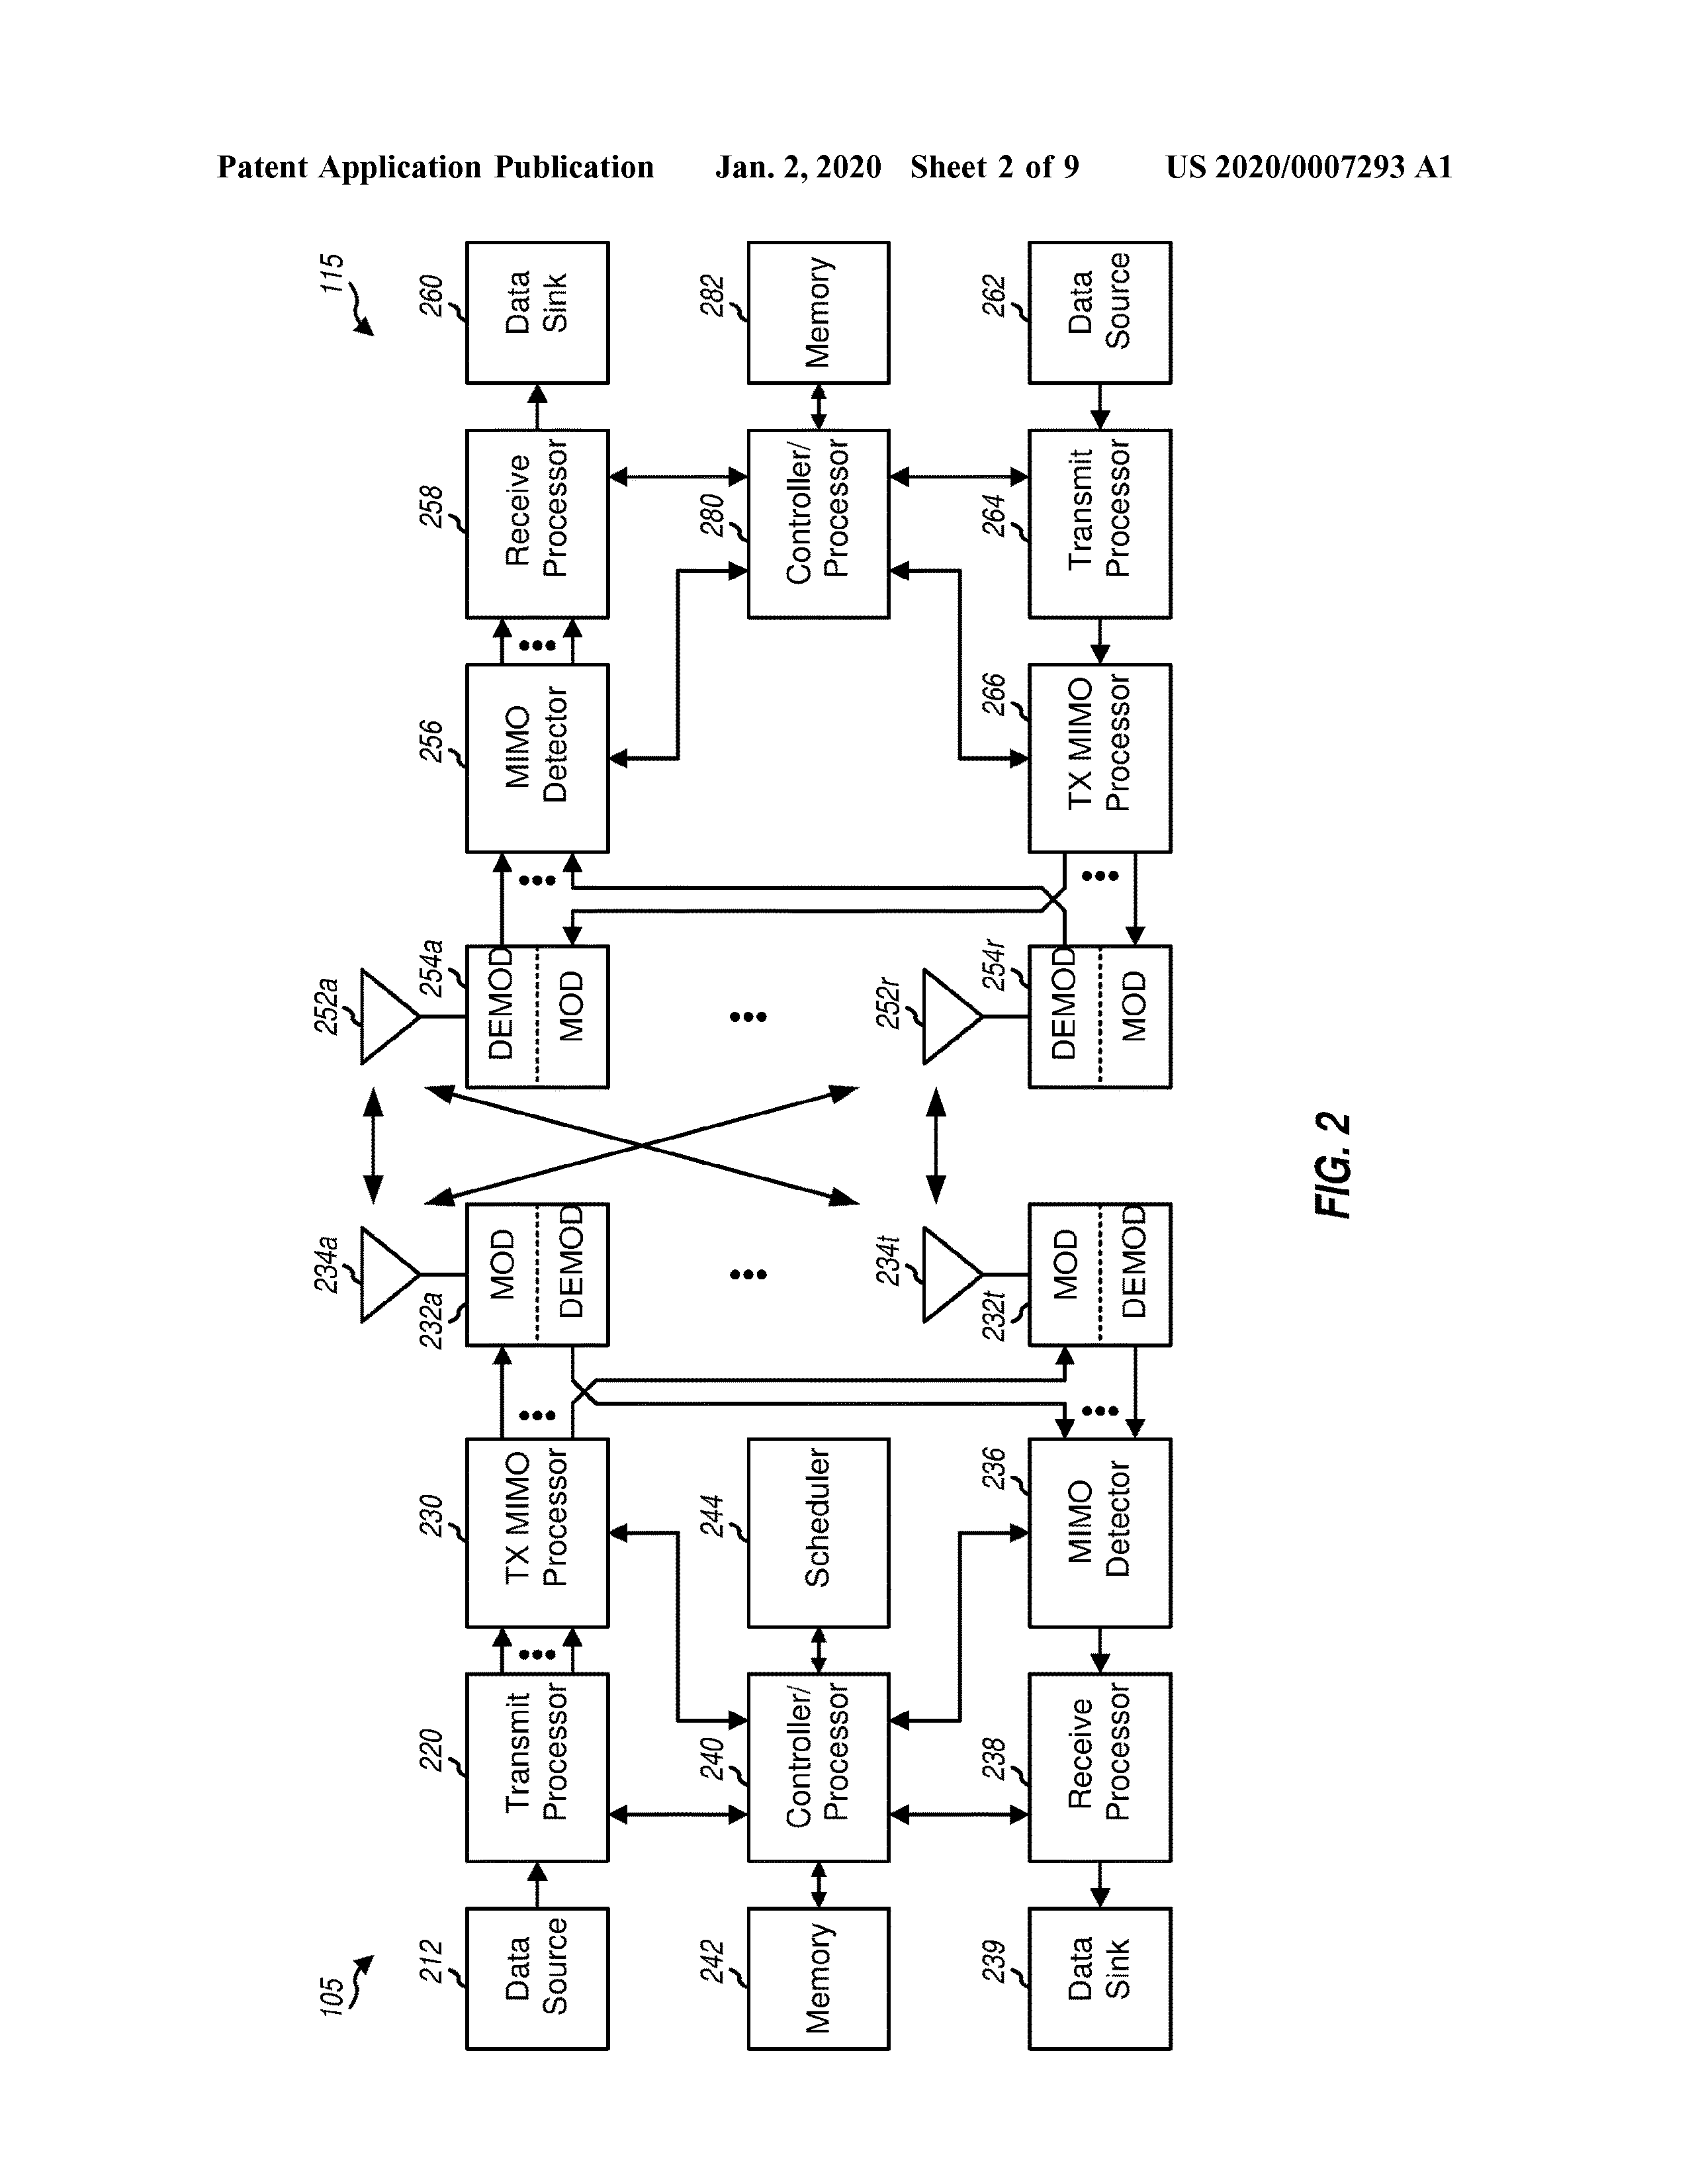 Patent Application Publication    Jan. 2, 2020  Sheet 2 of 9    US 2020/0007293 A1
105
212
Data
Source
220
Transmit
Processor
230
TX MIMO
Processor
232a
MOD
DEMOD
234a
252a
254a
DEMOD
MOD
256
MIMO
Detector
258
Receive
Processor
260
Data
Sink
115
242
Memory
240
Controller/
Processor
244
Scheduler
280
Controller/
Processor
282
Memory
239
Data
Sink
238
Receive
Processor
236
MIMO
Detector
232t
MOD
DEMOD
234t
252r
254r
DEMOD
MOD
266
TX MIMO
Processor
264
Transmit
Processor
262
Data
Source
FIG. 2